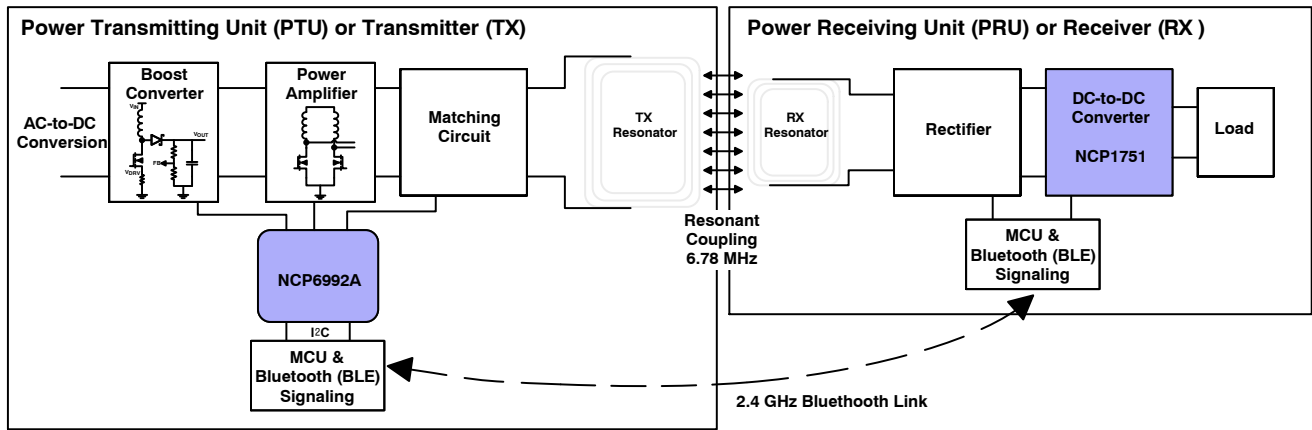 Power Transmitting Unit (PTU) or Transmitter (TX)
AC-to-DC
Conversion
Boost
Converter
VIN
VOUT
FB
VDRV
Power
Amplifier
Matching
Circuit
TX
Resonator
NCP6992A
I2C
MCU &
Bluetooth (BLE)
Signaling
Resonant
Coupling
6.78 MHz
Power Receiving Unit (PRU) or Receiver (RX )
RX
Resonator
Rectifier
DC-to-DC
Converter
NCP1751
Load
MCU &
Bluetooth (BLE)
Signaling
2.4 GHz Bluethooth Link